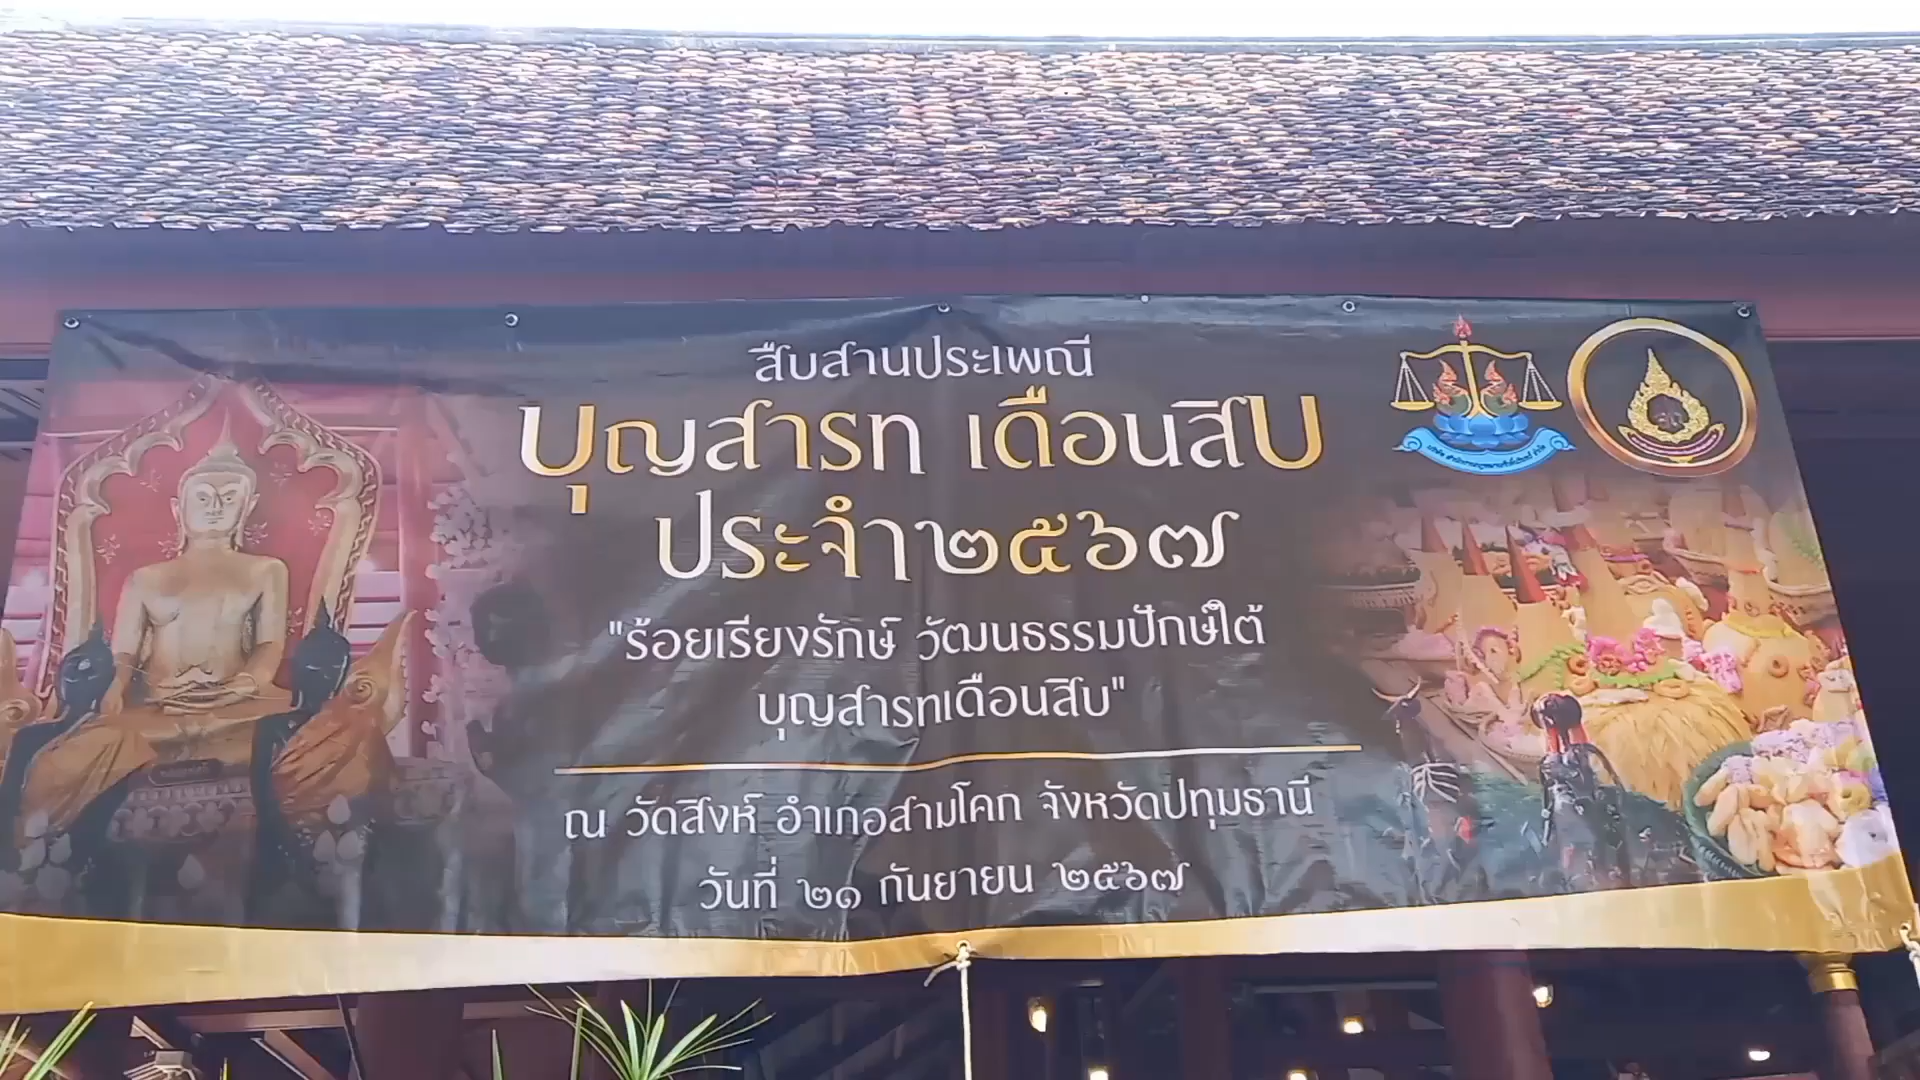 สืบสานประเพณี
บุญสารท เดือนสิบ
ประจำ๒๕๖๗
"ร้อยเรียงรักษ์ วัฒนธรรมปักษ์ใต้
บุญสารทเดือนสิบ"
ณ วัดสิงห์ อำเภอสามโคก จังหวัดปทุมธานี
วันที่ ๒๑ กันยายน ๒๕๖๗